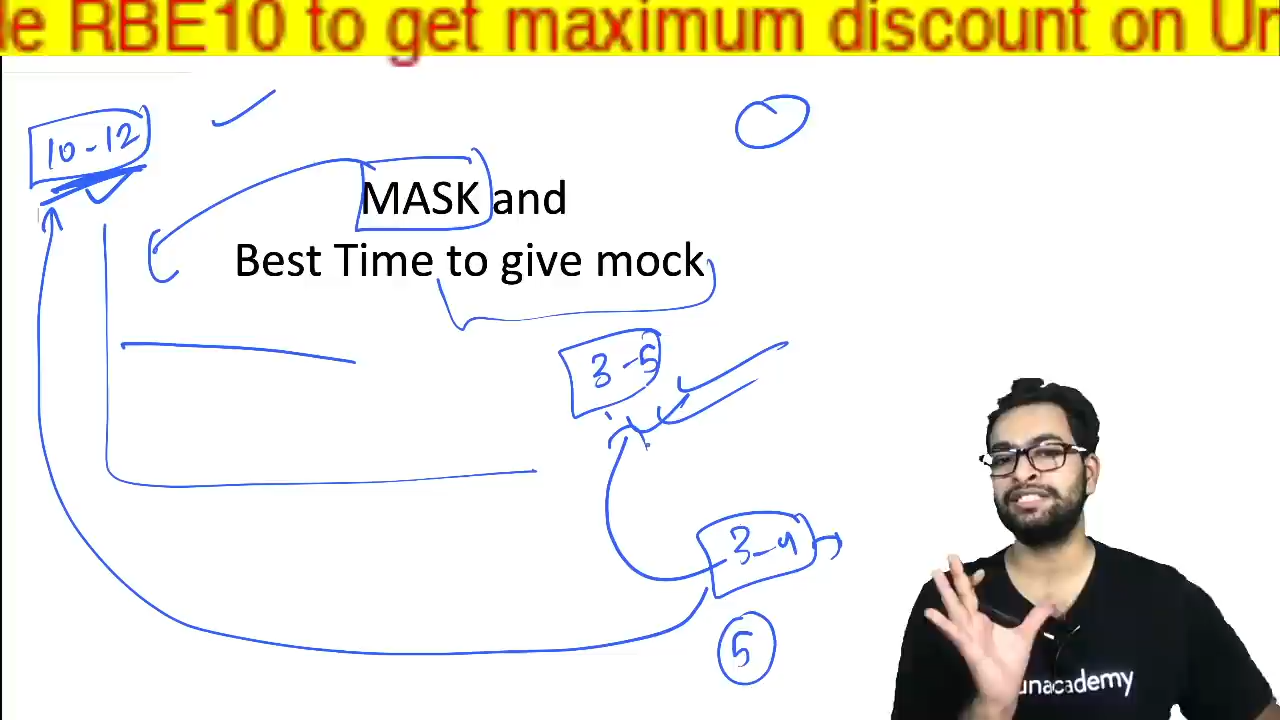 le RBE10 to get maximum discount on Un
10-12
MASK and
Best Time to give mock
3-5
3-4
5
unacademy